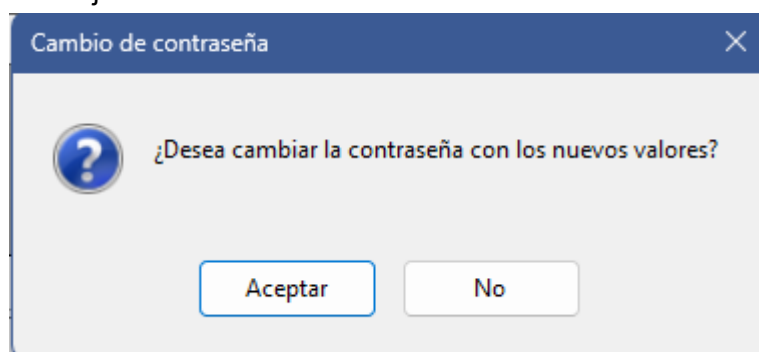 Cambio de contraseña
¿Desea cambiar la contraseña con los nuevos valores?
Aceptar
No